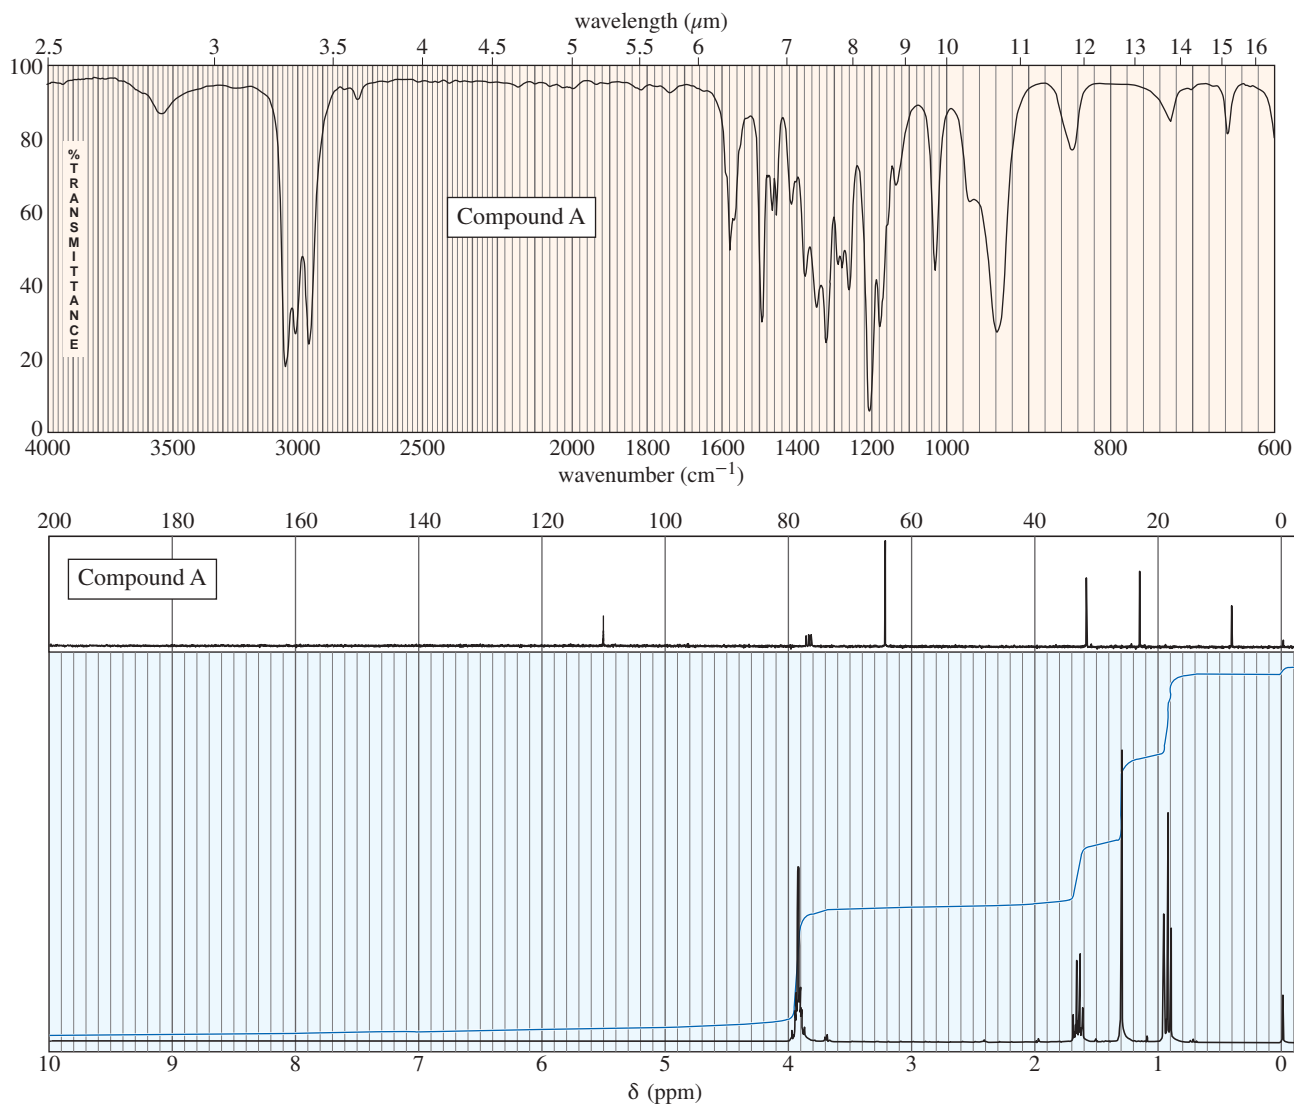 wavelength (μm)
2.5 3 3.5 4 4.5 5 5.5 6 7 8 9 10 11 12 13 14 15 16
100
80
60
40
20
0
%TRANSMITTANCE
Compound A
4000 3500 3000 2500 2000 1800 1600 1400 1200 1000 800 600
wavenumber (cm⁻¹)
200 180 160 140 120 100 80 60 40 20 0
Compound A
10 9 8 7 6 5 4 3 2 1 0
δ (ppm)